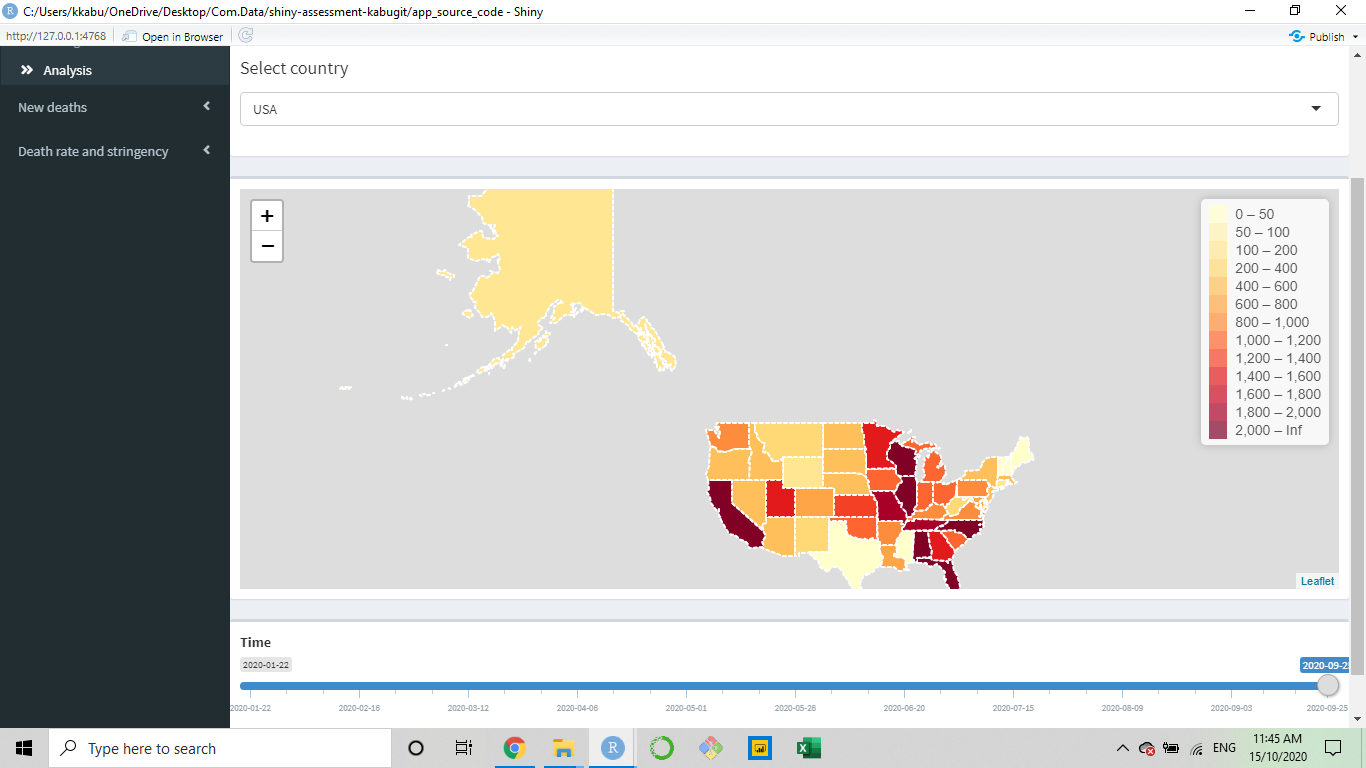 C:/Users/kkabu/OneDrive/Desktop/Com.Data/shiny-assessment-kabugit/app_source_code - Shiny
http://127.0.0.1:4768
Open in Browser
Publish
Analysis
New deaths
Death rate and stringency
Select country
USA
+
−
0 – 50
50 – 100
100 – 200
200 – 400
400 – 600
600 – 800
800 – 1,000
1,000 – 1,200
1,200 – 1,400
1,400 – 1,600
1,600 – 1,800
1,800 – 2,000
2,000 – Inf
Leaflet
Time
2020-01-22
2020-09-25
2020-01-22 2020-02-16 2020-03-12 2020-04-06 2020-05-01 2020-05-26 2020-06-20 2020-07-15 2020-08-09 2020-09-03 2020-09-25
Type here to search
ENG
11:45 AM
15/10/2020